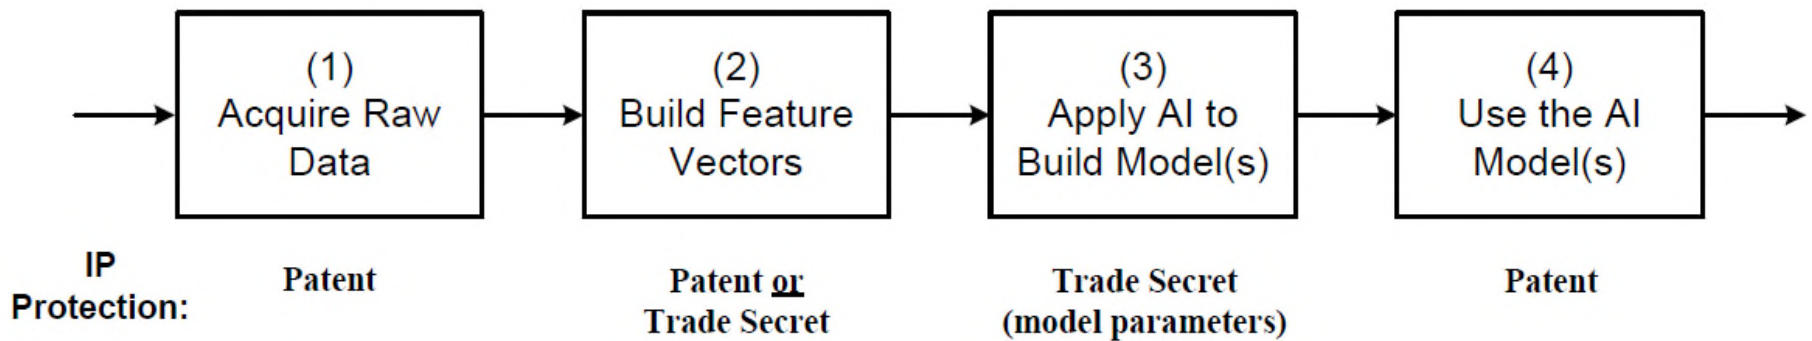 (1)
Acquire Raw
Data
(2)
Build Feature
Vectors
(3)
Apply AI to
Build Model(s)
(4)
Use the AI
Model(s)
IP
Protection:
Patent
Patent or
Trade Secret
Trade Secret
(model parameters)
Patent